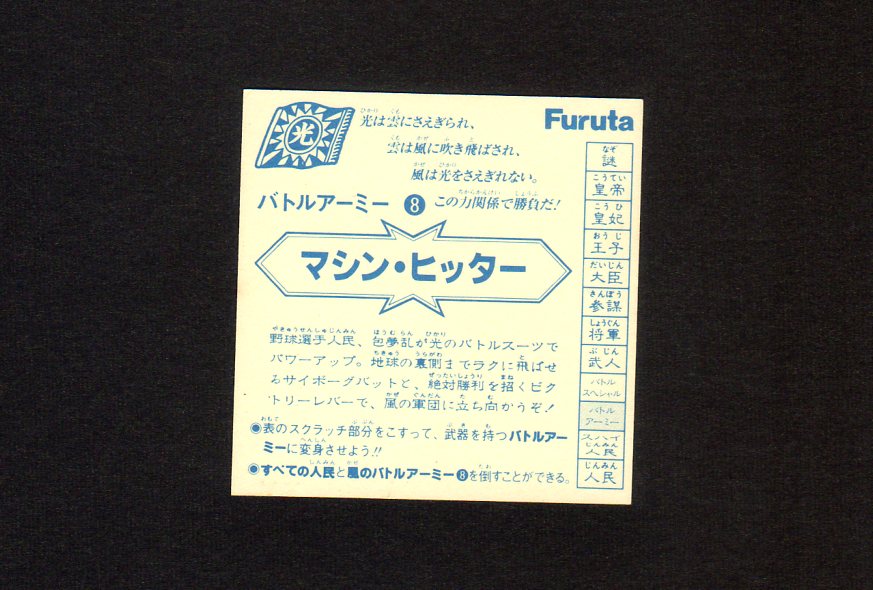 光
光は雲にさえぎられ、
雲は風に吹き飛ばされ、
風は光をさえぎれない。
バトルアーミー ❽ この力関係で勝負だ!
マシン・ヒッター
野球選手人民、包夢乱が光のバトルスーツで
パワーアップ。地球の裏側までラクに飛ばせ
るサイボーグバットと、絶対勝利を招くビク
トリーレバーで、風の軍団に立ち向かうぞ!
●表のスクラッチ部分をこすって、武器を持つバトルアー
ミーに変身させよう!!
●すべての人民と風のバトルアーミー❽を倒すことができる。
Furuta
謎
皇帝
皇妃
王子
大臣
参謀
将軍
武人
バトル
スペシャル
バトル
アーミー
スパイ
人民
人民